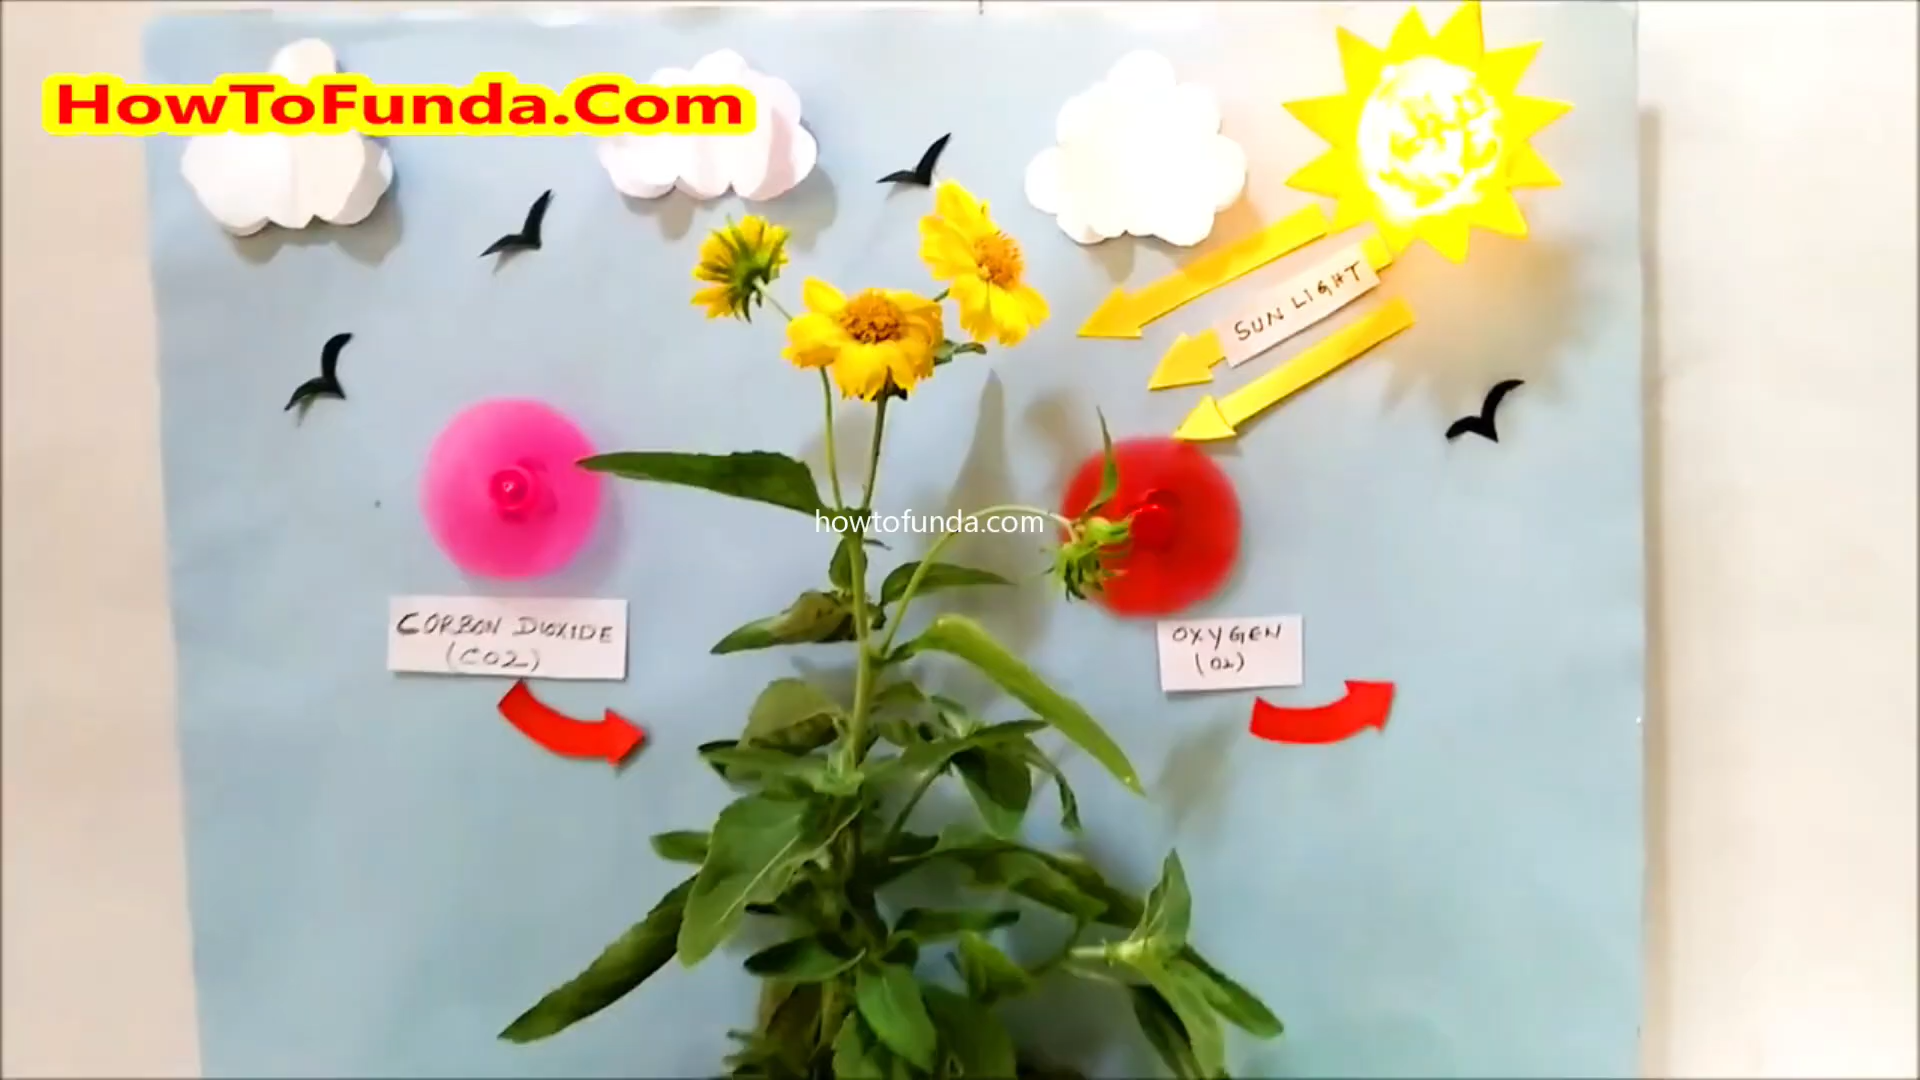 HowToFunda.Com
SUN LIGHT
howtofunda.com
CORBON DIOXIDE
(CO2)
OXYGEN
(O2)